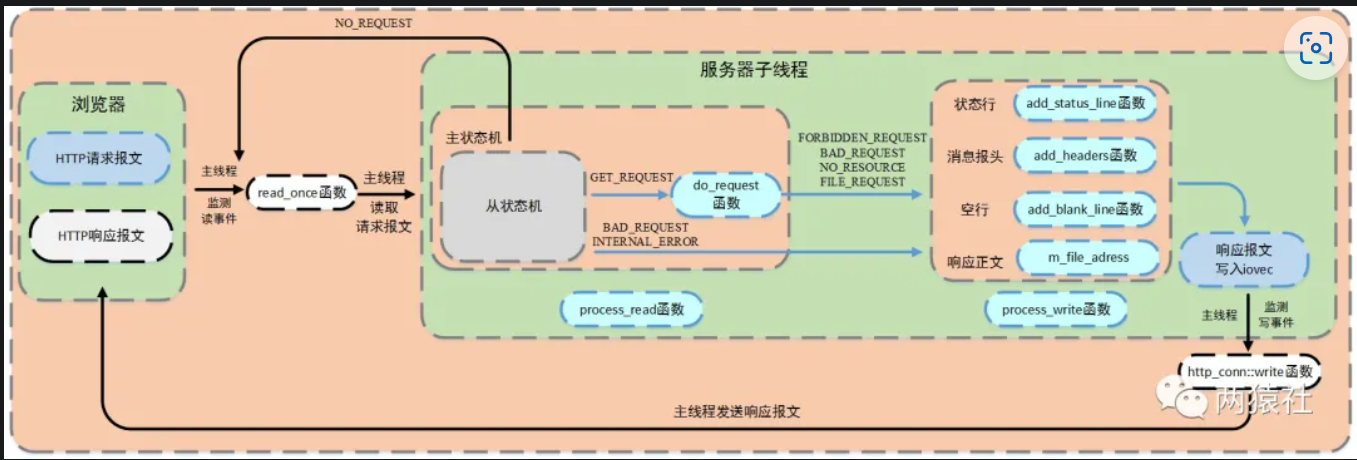 NO_REQUEST
服务器子线程
浏览器
HTTP请求报文
HTTP响应报文
主线程
监测
读事件
read_once函数
主线程
读取
请求报文
主状态机
从状态机
GET_REQUEST
do_request
函数
BAD_REQUEST
INTERNAL_ERROR
process_read函数
FORBIDDEN_REQUEST
BAD_REQUEST
NO_RESOURCE
FILE_REQUEST
状态行
add_status_line函数
消息报头
add_headers函数
空行
add_blank_line函数
响应正文
m_file_adress
process_write函数
响应报文
写入iovec
主线程
监测
写事件
http_conn::write函数
主线程发送响应报文
两猿社